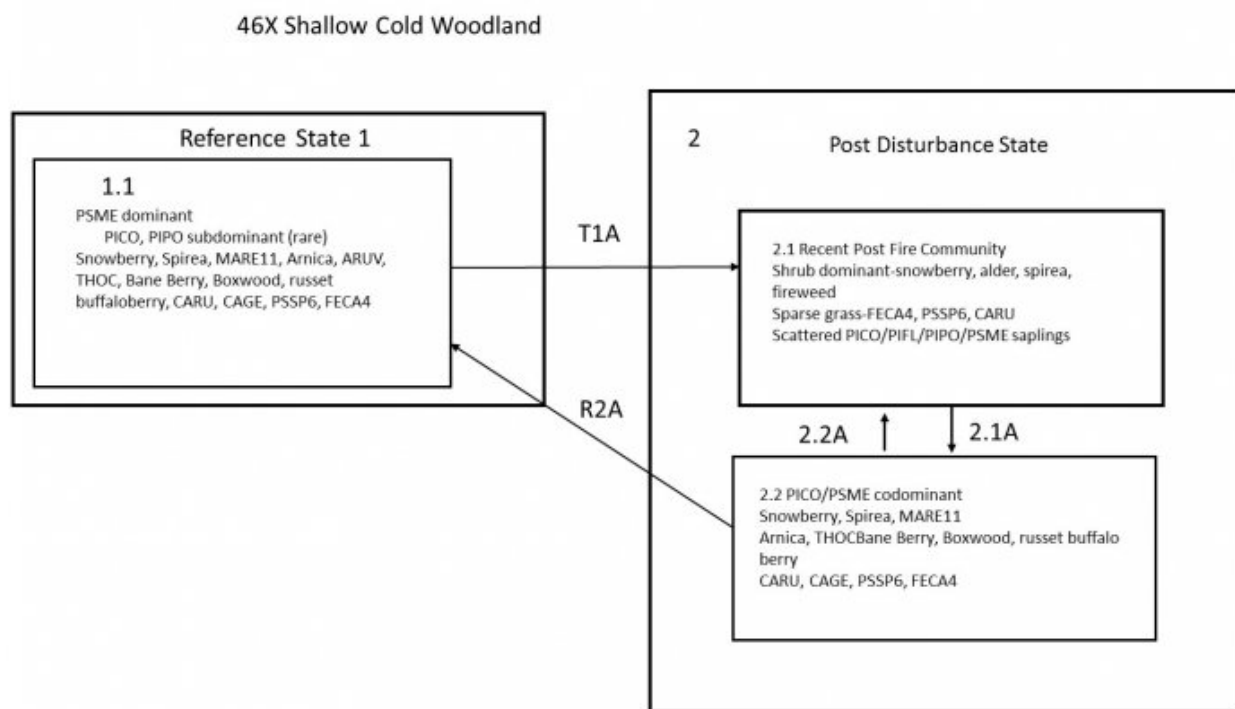 46X Shallow Cold Woodland
Reference State 1
1.1
PSME dominant
PICO, PIPO subdominant (rare)
Snowberry, Spirea, MARE11, Arnica, ARUV,
THOC, Bane Berry, Boxwood, russet
buffaloberry, CARU, CAGE, PSSP6, FECA4
T1A
R2A
2
Post Disturbance State
2.1 Recent Post Fire Community
Shrub dominant-snowberry, alder, spirea,
fireweed
Sparse grass-FECA4, PSSP6, CARU
Scattered PICO/PIFL/PIPO/PSME saplings
2.2A
2.1A
2.2 PICO/PSME codominant
Snowberry, Spirea, MARE11
Arnica, THOCBane Berry, Boxwood, russet buffalo
berry
CARU, CAGE, PSSP6, FECA4